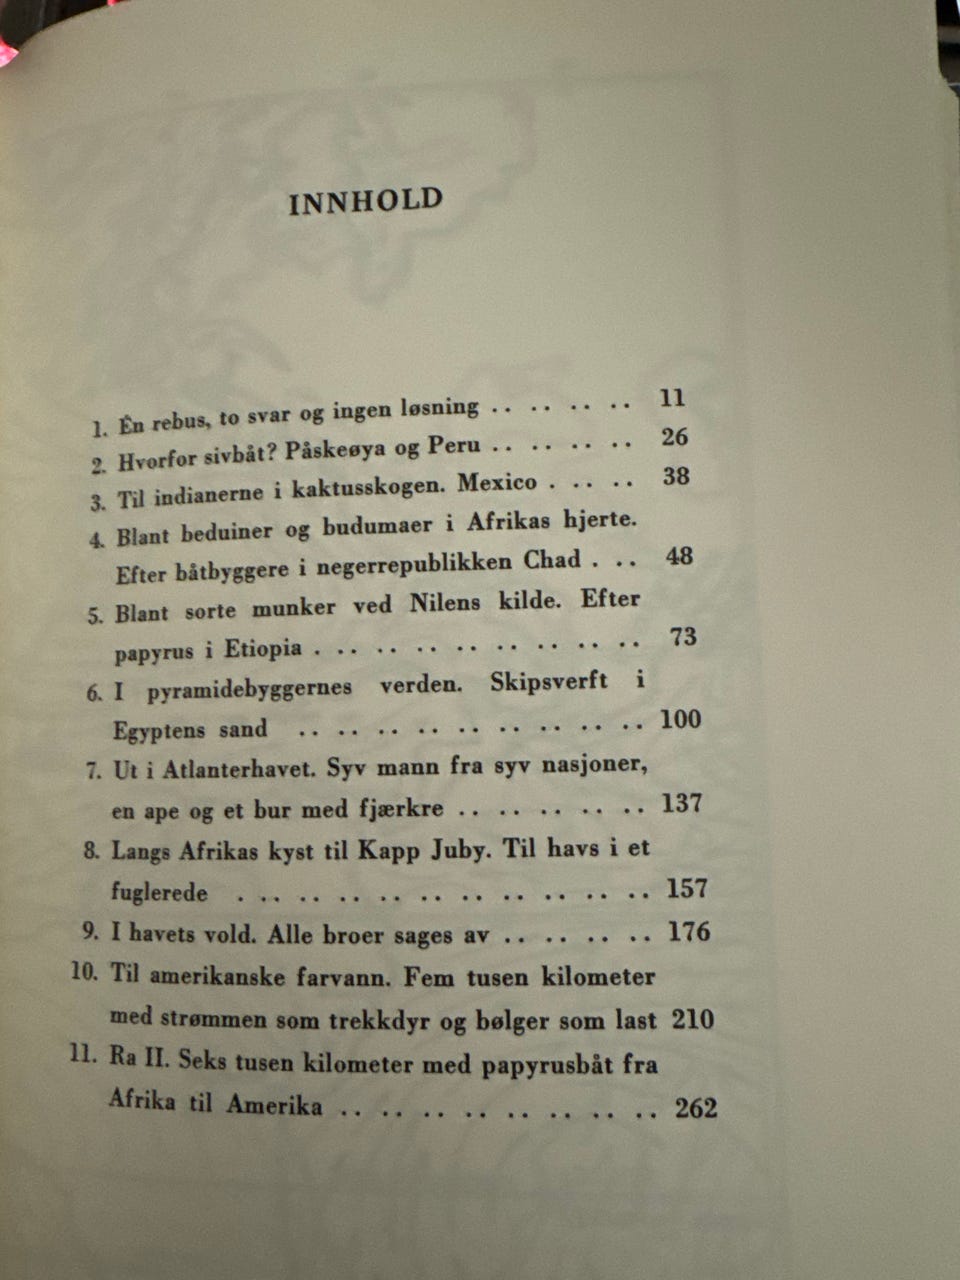 INNHOLD
1. Én rebus, to svar og ingen løsning .. .. .. .. 11
2. Hvorfor sivbåt? Påskeøya og Peru .. .. .. .. 26
3. Til indianerne i kaktusskogen. Mexico . .. .. .. 38
4. Blant beduiner og budumaer i Afrikas hjerte.
Efter båtbyggere i negerrepublikken Chad . .. 48
5. Blant sorte munker ved Nilens kilde. Efter
papyrus i Etiopia . .. .. .. .. .. .. .. .. 73
6. I pyramidebyggernes verden. Skipsverft i
Egyptens sand .. .. .. .. .. .. .. .. .. 100
7. Ut i Atlanterhavet. Syv mann fra syv nasjoner,
en ape og et bur med fjærkre .. .. .. .. .. 137
8. Langs Afrikas kyst til Kapp Juby. Til havs i et
fuglerede . .. .. .. .. .. .. .. .. .. .. 157
9. I havets vold. Alle broer sages av .. .. .. .. 176
10. Til amerikanske farvann. Fem tusen kilometer
med strømmen som trekkdyr og bølger som last 210
11. Ra II. Seks tusen kilometer med papyrusbåt fra
Afrika til Amerika .. .. .. .. .. .. .. .. 262